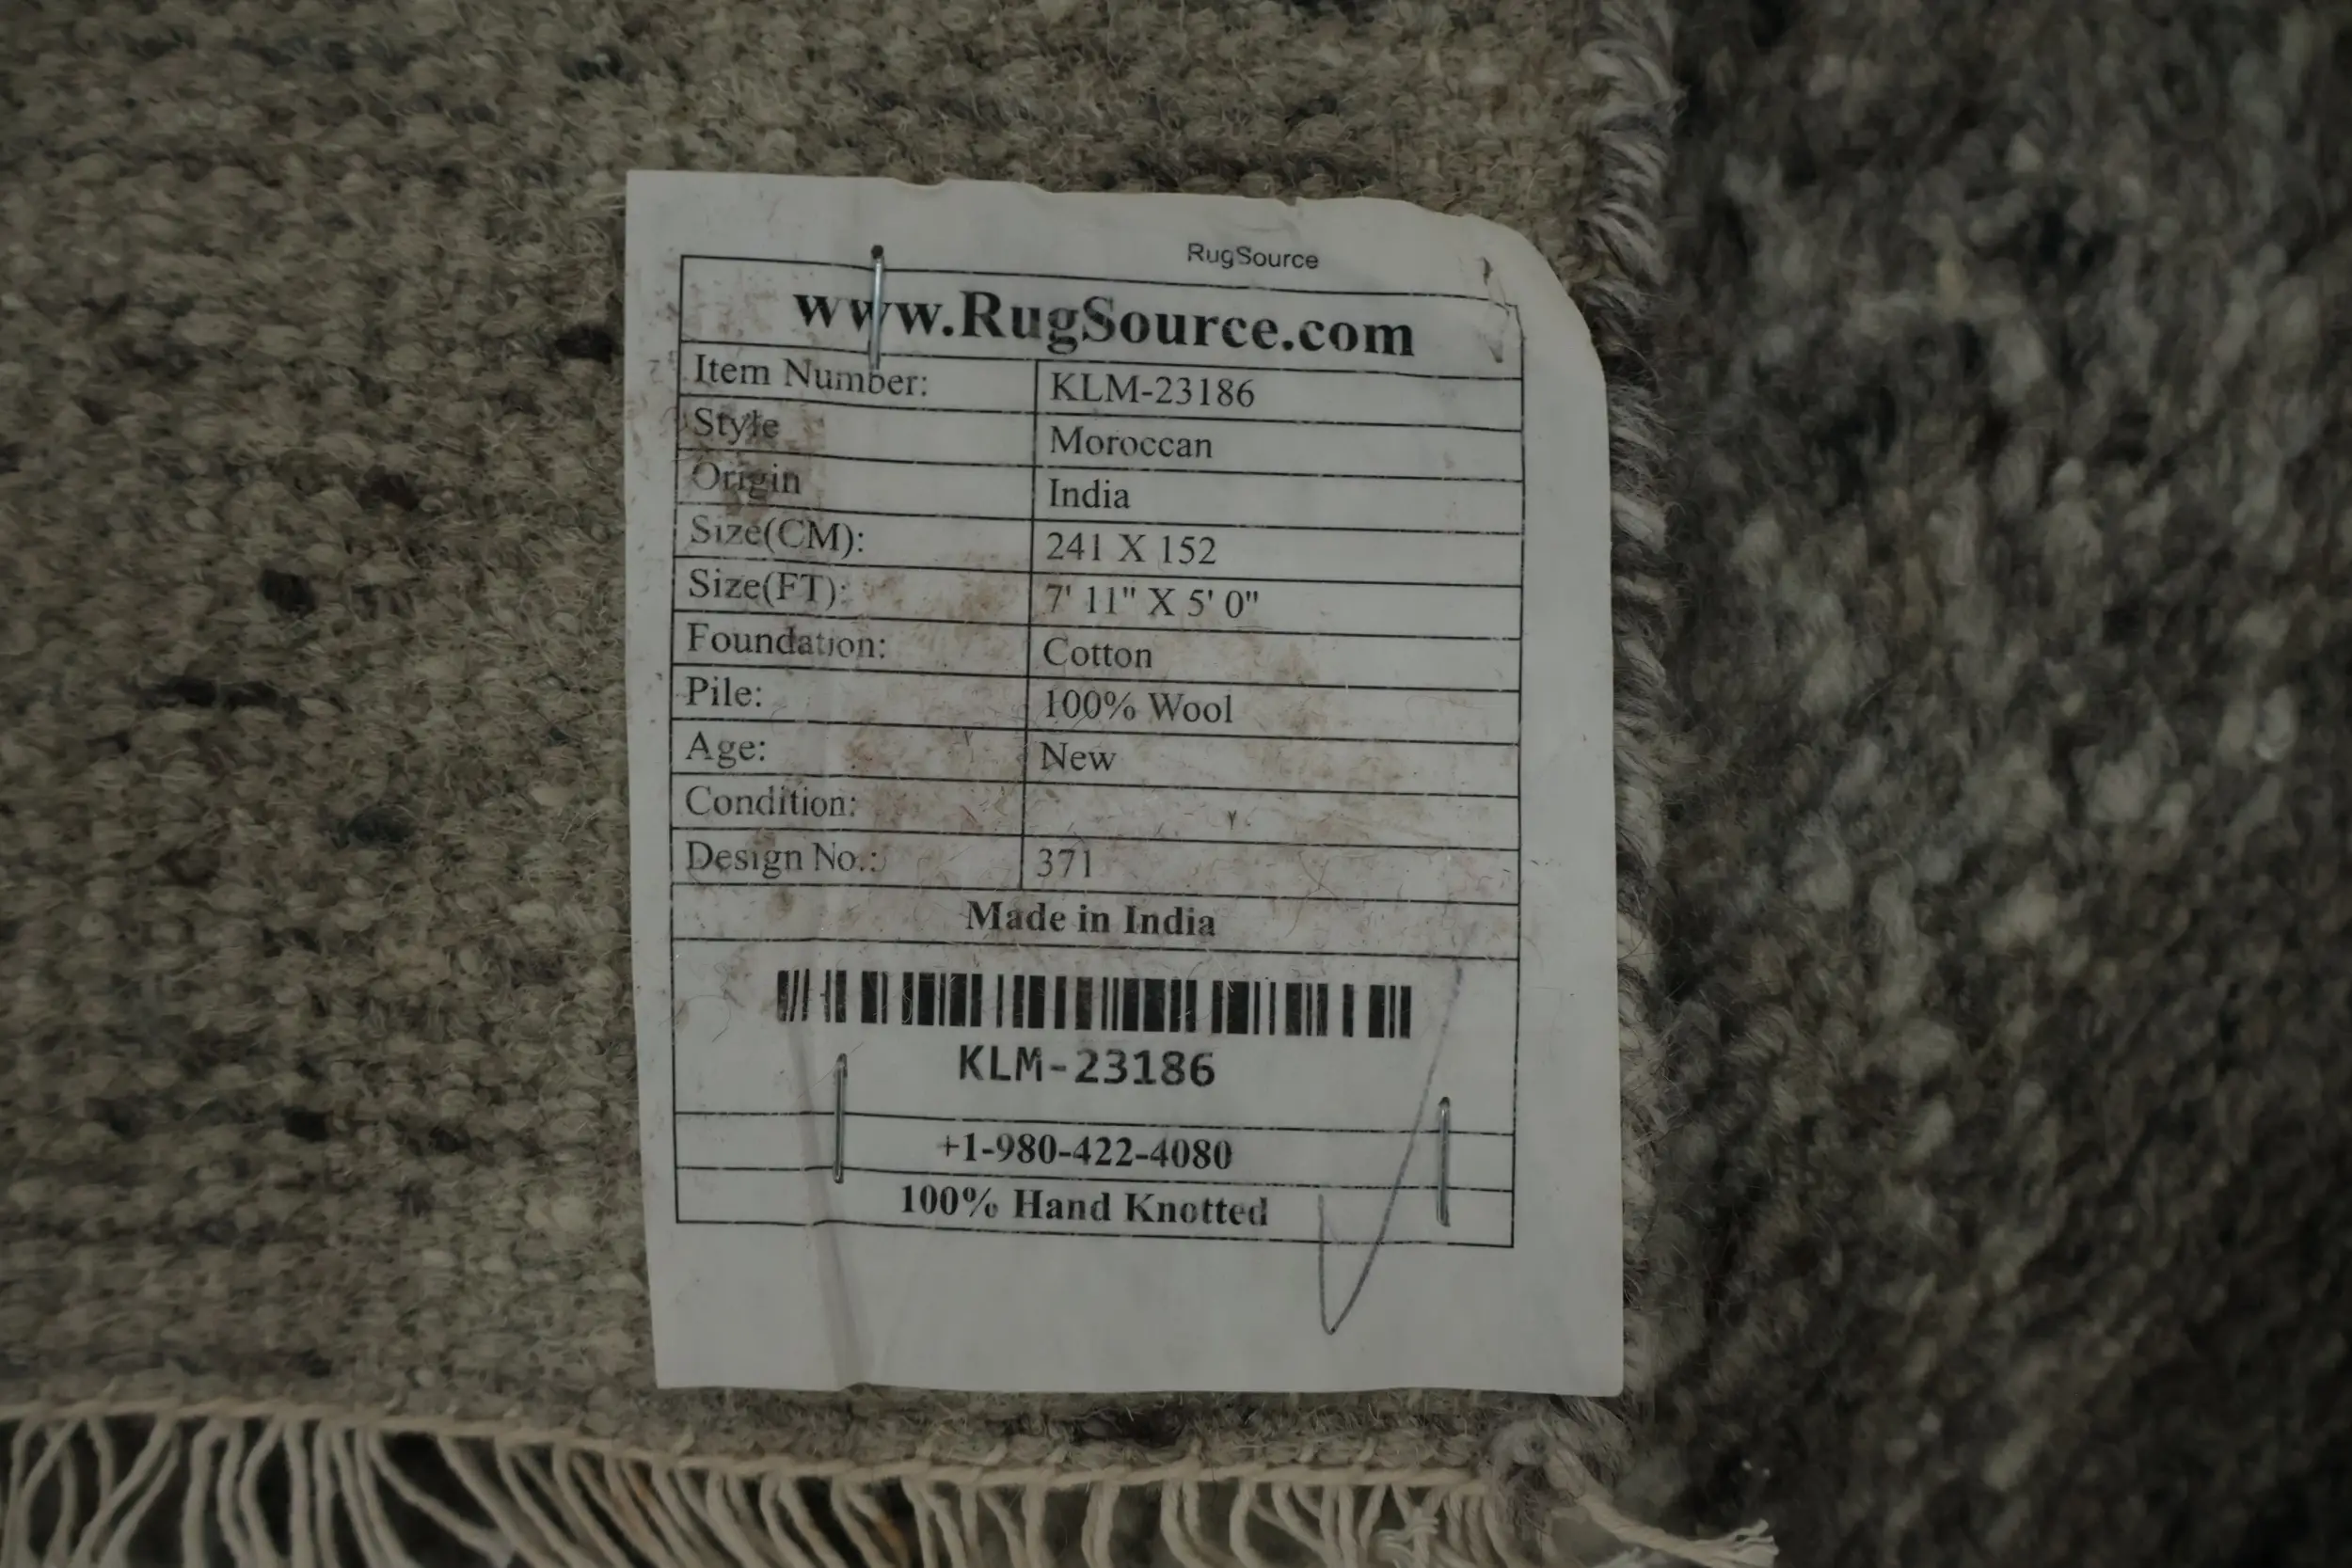 RugSource
www.RugSource.com
Item Number: KLM-23186
Style Moroccan
Origin India
Size(CM): 241 X 152
Size(FT): 7' 11" X 5' 0"
Foundation: Cotton
Pile: 100% Wool
Age: New
Condition:
Design No.: 371
Made in India
KLM-23186
+1-980-422-4080
100% Hand Knotted